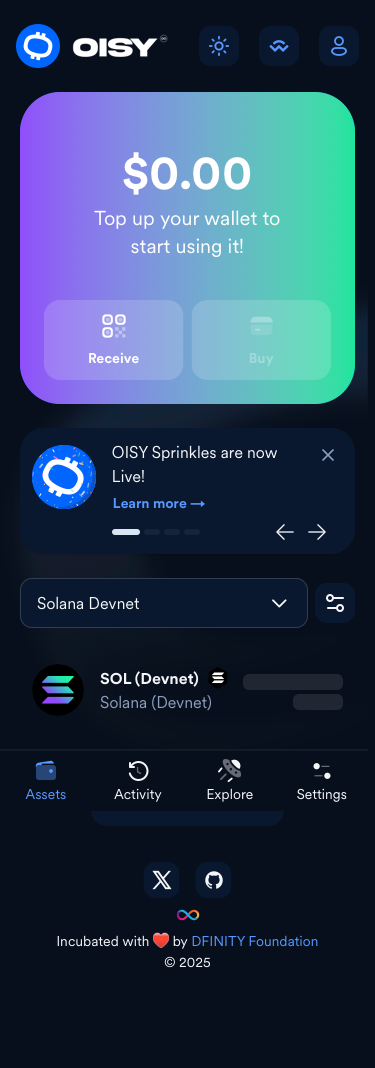 OISY
$0.00
Top up your wallet to
start using it!
Receive
Buy
OISY Sprinkles are now
Live!
Learn more
Solana Devnet
SOL (Devnet)
Solana (Devnet)
Assets
Activity
Explore
Settings
Incubated with ❤️ by DFINITY Foundation
© 2025